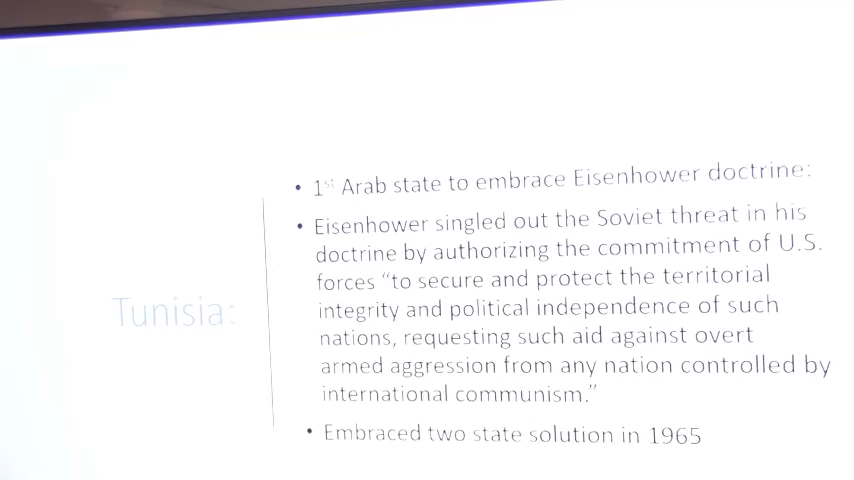 Tunisia:
• 1st Arab state to embrace Eisenhower doctrine:
• Eisenhower singled out the Soviet threat in his
doctrine by authorizing the commitment of U.S.
forces “to secure and protect the territorial
integrity and political independence of such
nations, requesting such aid against overt
armed aggression from any nation controlled by
international communism.”
• Embraced two state solution in 1965